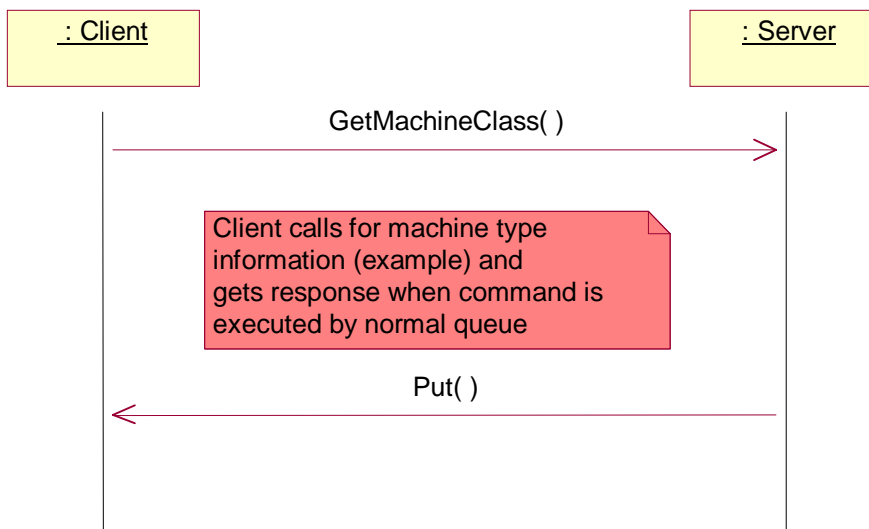 : Client
: Server
GetMachineClass( )
Client calls for machine type
information (example) and
gets response when command is
executed by normal queue
Put( )